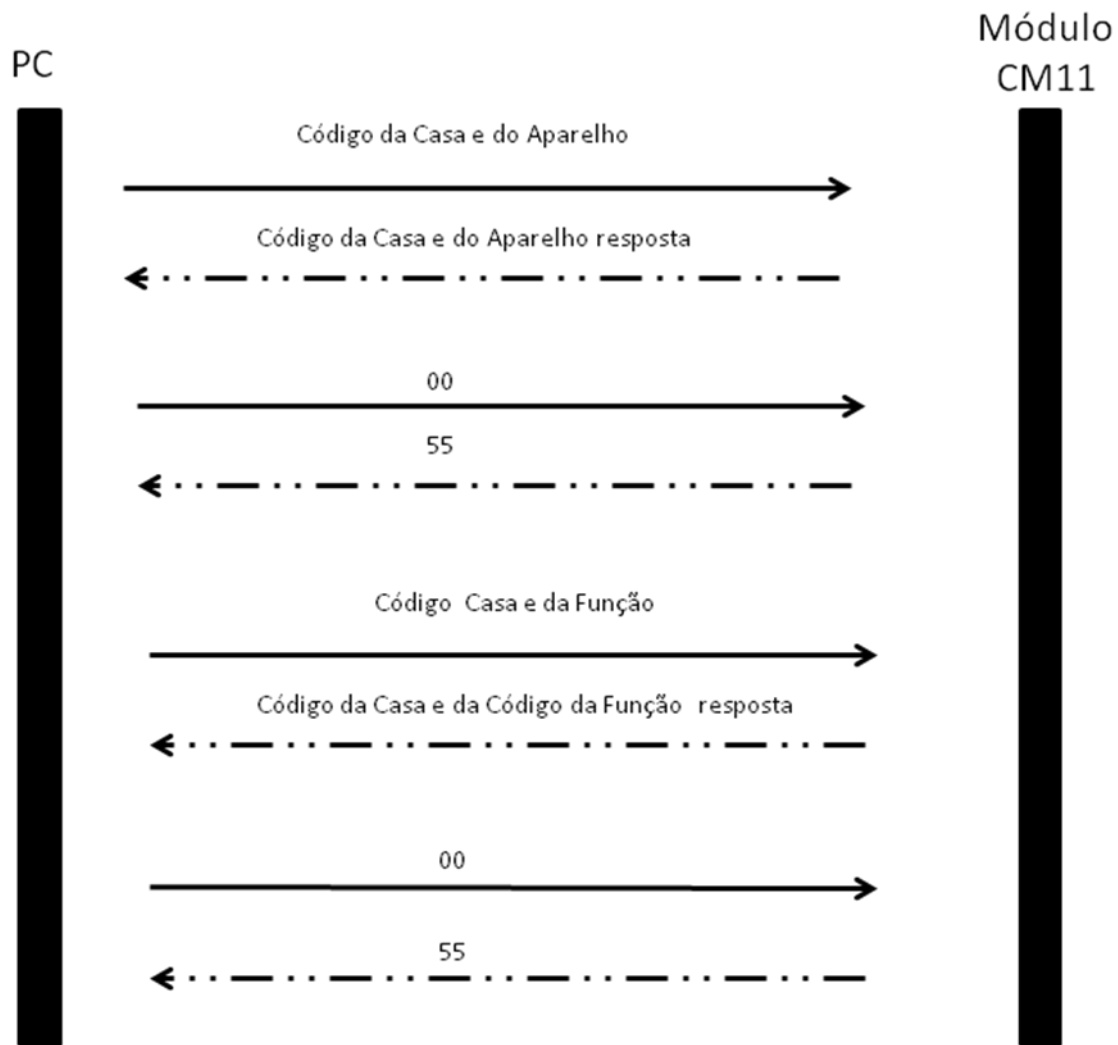 PC
Módulo
CM11
Código da Casa e do Aparelho
Código da Casa e do Aparelho resposta
00
55
Código Casa e da Função
Código da Casa e da Código da Função resposta
00
55